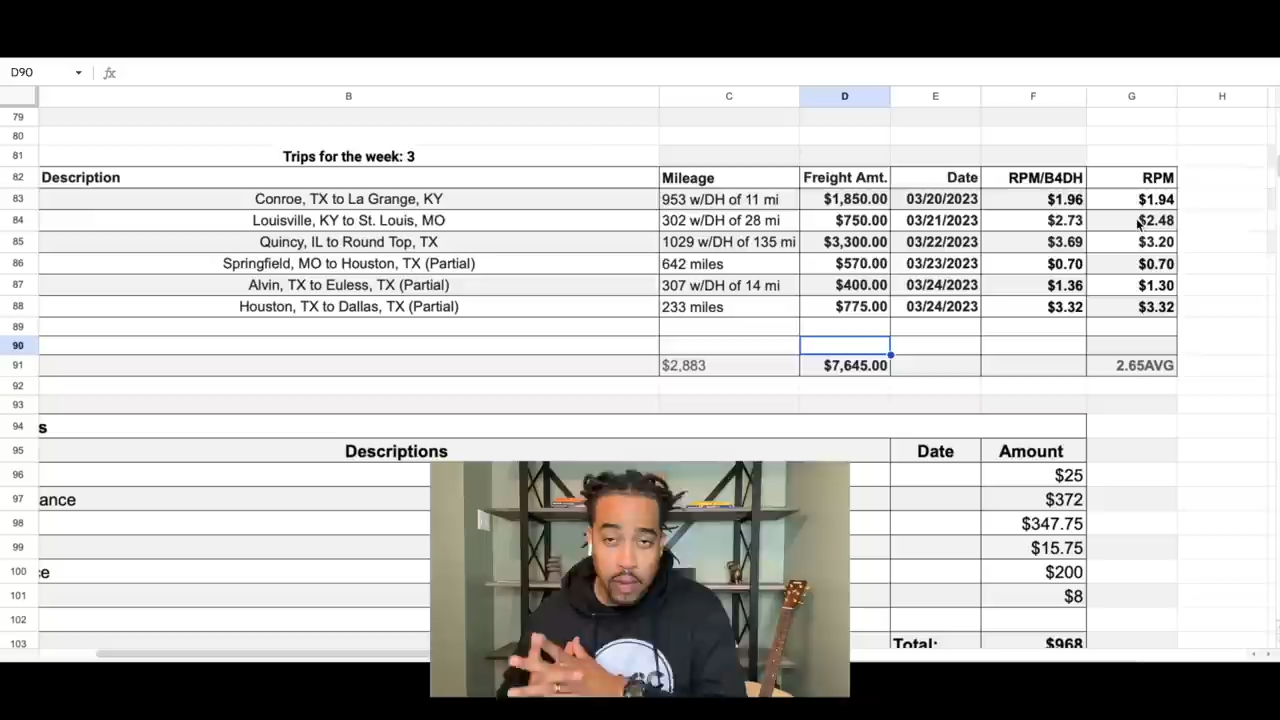 D90 fx
B C D E F G H
79
80
81 Trips for the week: 3
82 Description Mileage Freight Amt. Date RPM/B4DH RPM
83 Conroe, TX to La Grange, KY 953 w/DH of 11 mi $1,850.00 03/20/2023 $1.96 $1.94
84 Louisville, KY to St. Louis, MO 302 w/DH of 28 mi $750.00 03/21/2023 $2.73 $2.48
85 Quincy, IL to Round Top, TX 1029 w/DH of 135 mi $3,300.00 03/22/2023 $3.69 $3.20
86 Springfield, MO to Houston, TX (Partial) 642 miles $570.00 03/23/2023 $0.70 $0.70
87 Alvin, TX to Euless, TX (Partial) 307 w/DH of 14 mi $400.00 03/24/2023 $1.36 $1.30
88 Houston, TX to Dallas, TX (Partial) 233 miles $775.00 03/24/2023 $3.32 $3.32
89
90
91 $2,883 $7,645.00 2.65AVG
92
93
94 s
95 Descriptions Date Amount
96 $25
97 ance $372
98 $347.75
99 $15.75
100 ce $200
101 $8
102
103 Total: $968